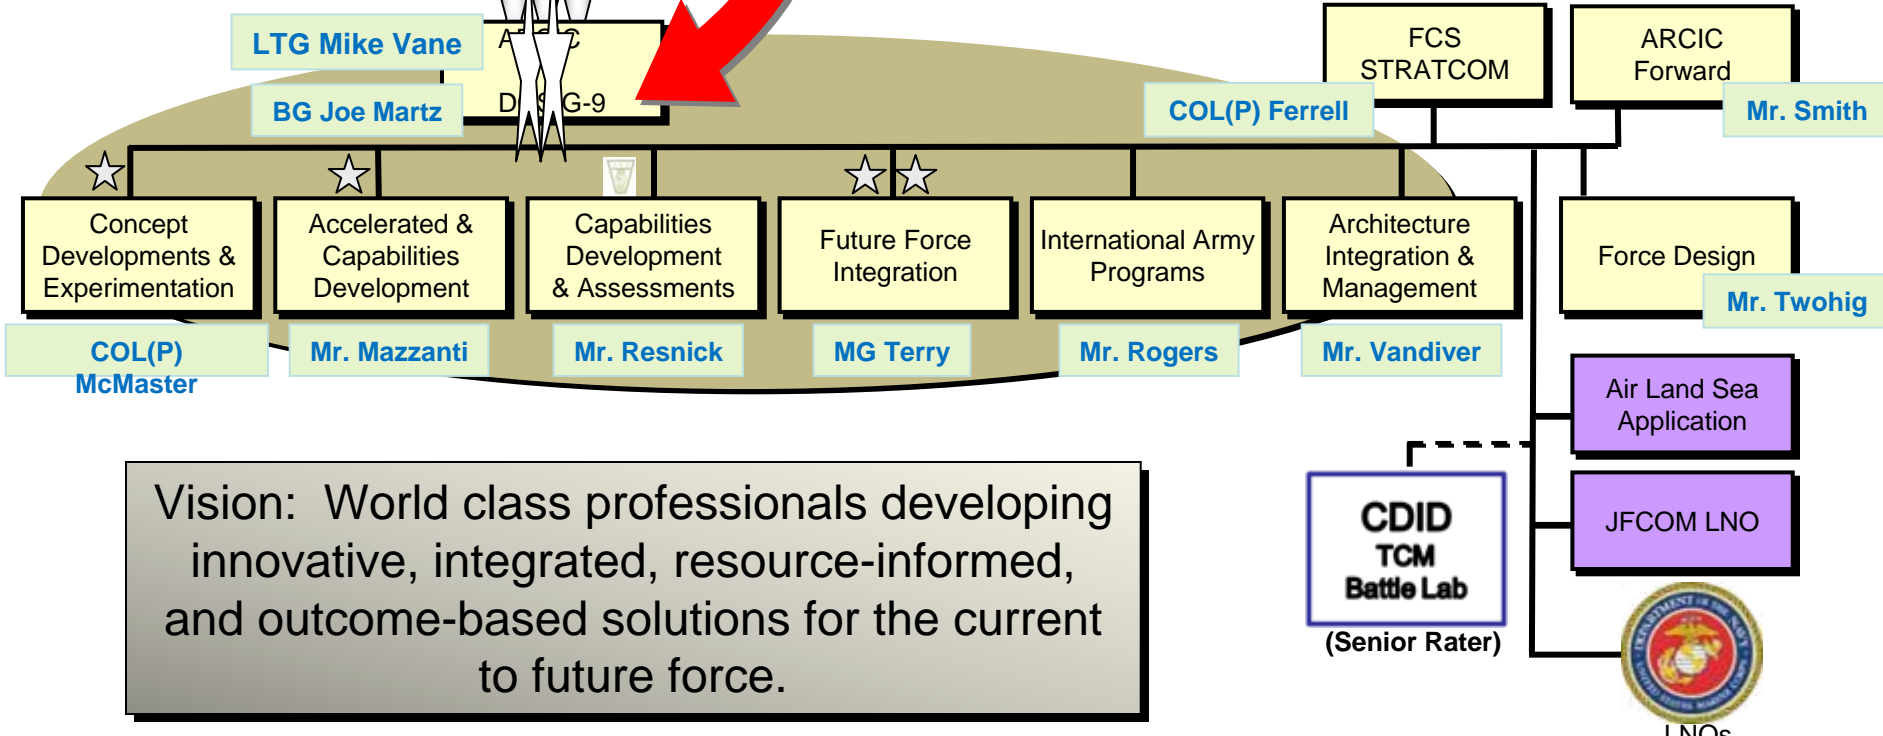 LTG Mike Vane
BG Joe Martz
G-9
FCS
STRATCOM
COL(P) Ferrell
ARCIC
Forward
Mr. Smith
Concept
Developments &
Experimentation
COL(P)
McMaster
Accelerated &
Capabilities
Development
Mr. Mazzanti
Capabilities
Development
& Assessments
Mr. Resnick
Future Force
Integration
MG Terry
International Army
Programs
Mr. Rogers
Architecture
Integration &
Management
Mr. Vandiver
Force Design
Mr. Twohig
Air Land Sea
Application
JFCOM LNO
CDID
TCM
Battle Lab
(Senior Rater)
LNOs
Vision: World class professionals developing
innovative, integrated, resource-informed,
and outcome-based solutions for the current
to future force.